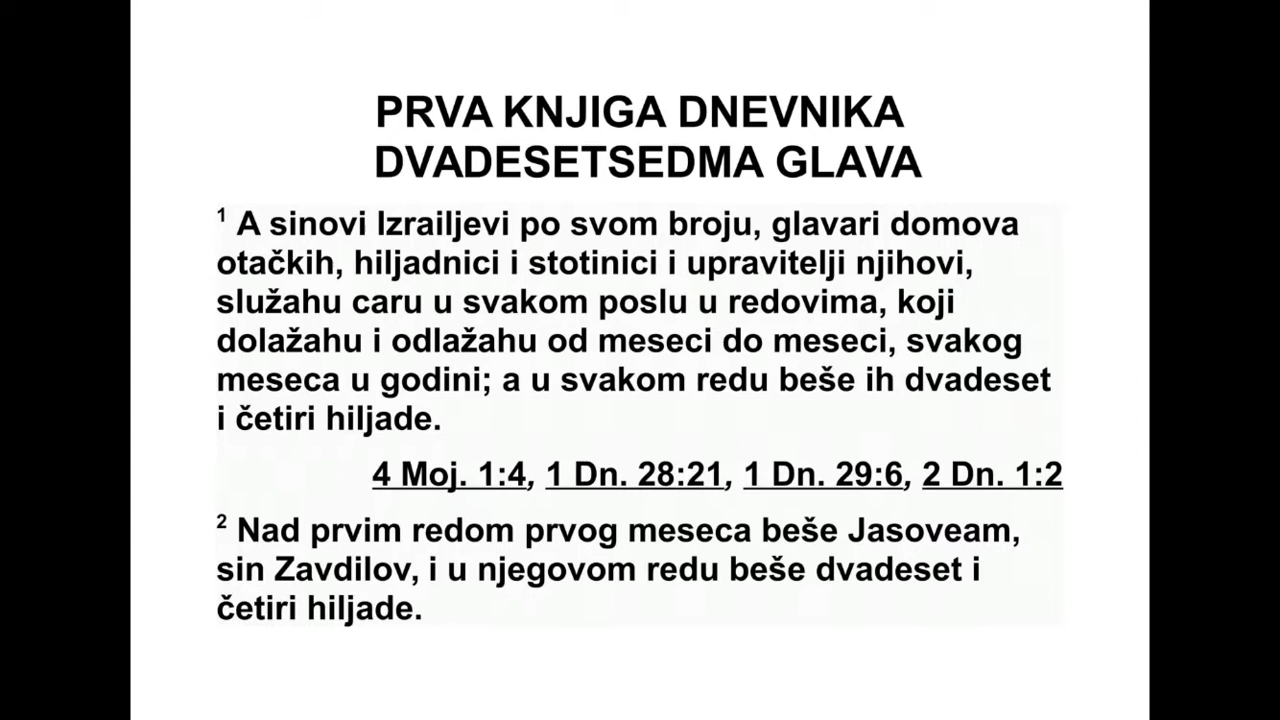 PRVA KNJIGA DNEVNIKA
DVADESETSEDMA GLAVA
1 A sinovi Izrailjevi po svom broju, glavari domova
otačkih, hiljadnici i stotinici i upravitelji njihovi,
služahu caru u svakom poslu u redovima, koji
dolažahu i odlažahu od meseci do meseci, svakog
meseca u godini; a u svakom redu beše ih dvadeset
i četiri hiljade.
4 Moj. 1:4, 1 Dn. 28:21, 1 Dn. 29:6, 2 Dn. 1:2
2 Nad prvim redom prvog meseca beše Jasoveam,
sin Zavdilov, i u njegovom redu beše dvadeset i
četiri hiljade.